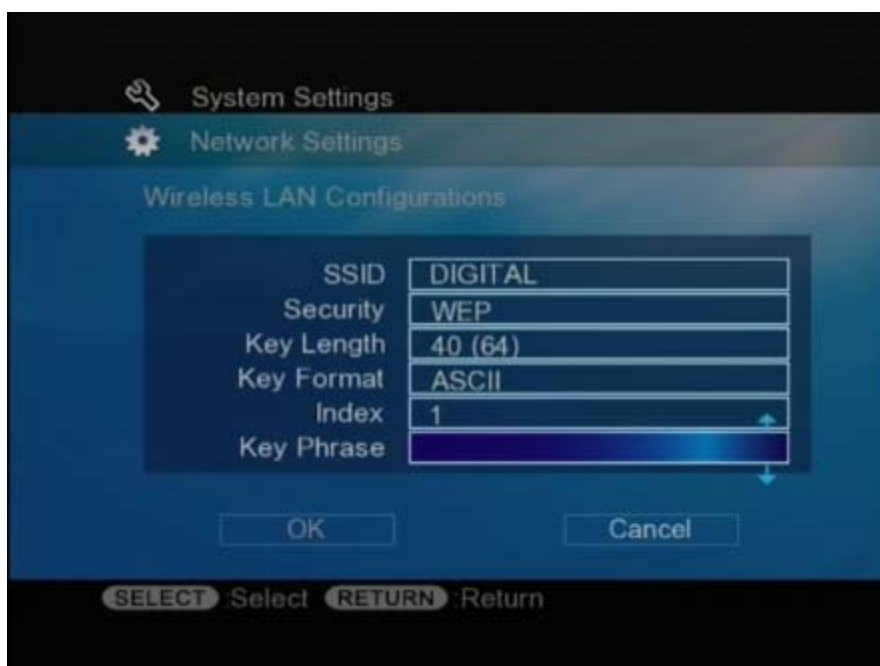 System Settings
Network Settings
Wireless LAN Configurations
SSID DIGITAL
Security WEP
Key Length 40 (64)
Key Format ASCII
Index 1
Key Phrase
OK Cancel
SELECT :Select RETURN :Return